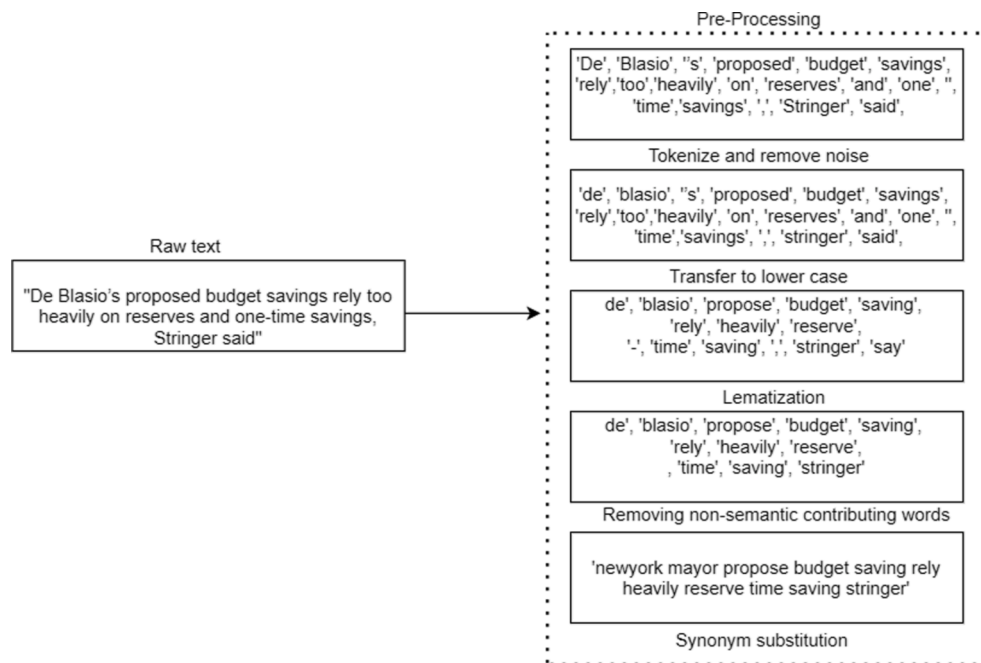 Pre-Processing
'De', 'Blasio', "'s', 'proposed', 'budget', 'savings',
'rely','too','heavily', 'on', 'reserves', 'and', 'one', '',
'time','savings', ',', 'Stringer', 'said',
Tokenize and remove noise
'de', 'blasio', "'s', 'proposed', 'budget', 'savings',
'rely','too','heavily', 'on', 'reserves', 'and', 'one', '',
'time','savings', ',', 'stringer', 'said',
Raw text
"De Blasio's proposed budget savings rely too
heavily on reserves and one-time savings,
Stringer said"
Transfer to lower case
de', 'blasio', 'propose', 'budget', 'saving',
'rely', 'heavily', 'reserve',
'-', 'time', 'saving', ',', 'stringer', 'say'
Lematization
de', 'blasio', 'propose', 'budget', 'saving',
'rely', 'heavily', 'reserve',
, 'time', 'saving', 'stringer'
Removing non-semantic contributing words
'newyork mayor propose budget saving rely
heavily reserve time saving stringer'
Synonym substitution